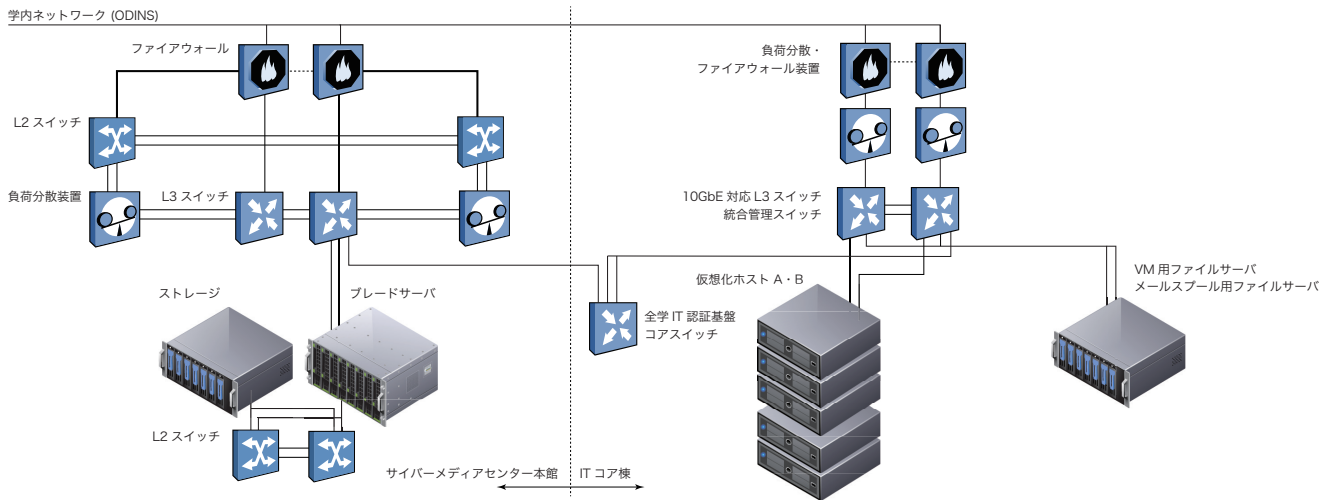 学内ネットワーク (ODINS)
ファイアウォール
負荷分散・
ファイアウォール装置
L2 スイッチ
負荷分散装置
L3 スイッチ
10GbE 対応 L3 スイッチ
統合管理スイッチ
ストレージ
ブレードサーバ
全学 IT 認証基盤
コアスイッチ
仮想化ホスト A・B
VM 用ファイルサーバ
メールスプール用ファイルサーバ
L2 スイッチ
サイバーメディアセンター本館
IT コア棟